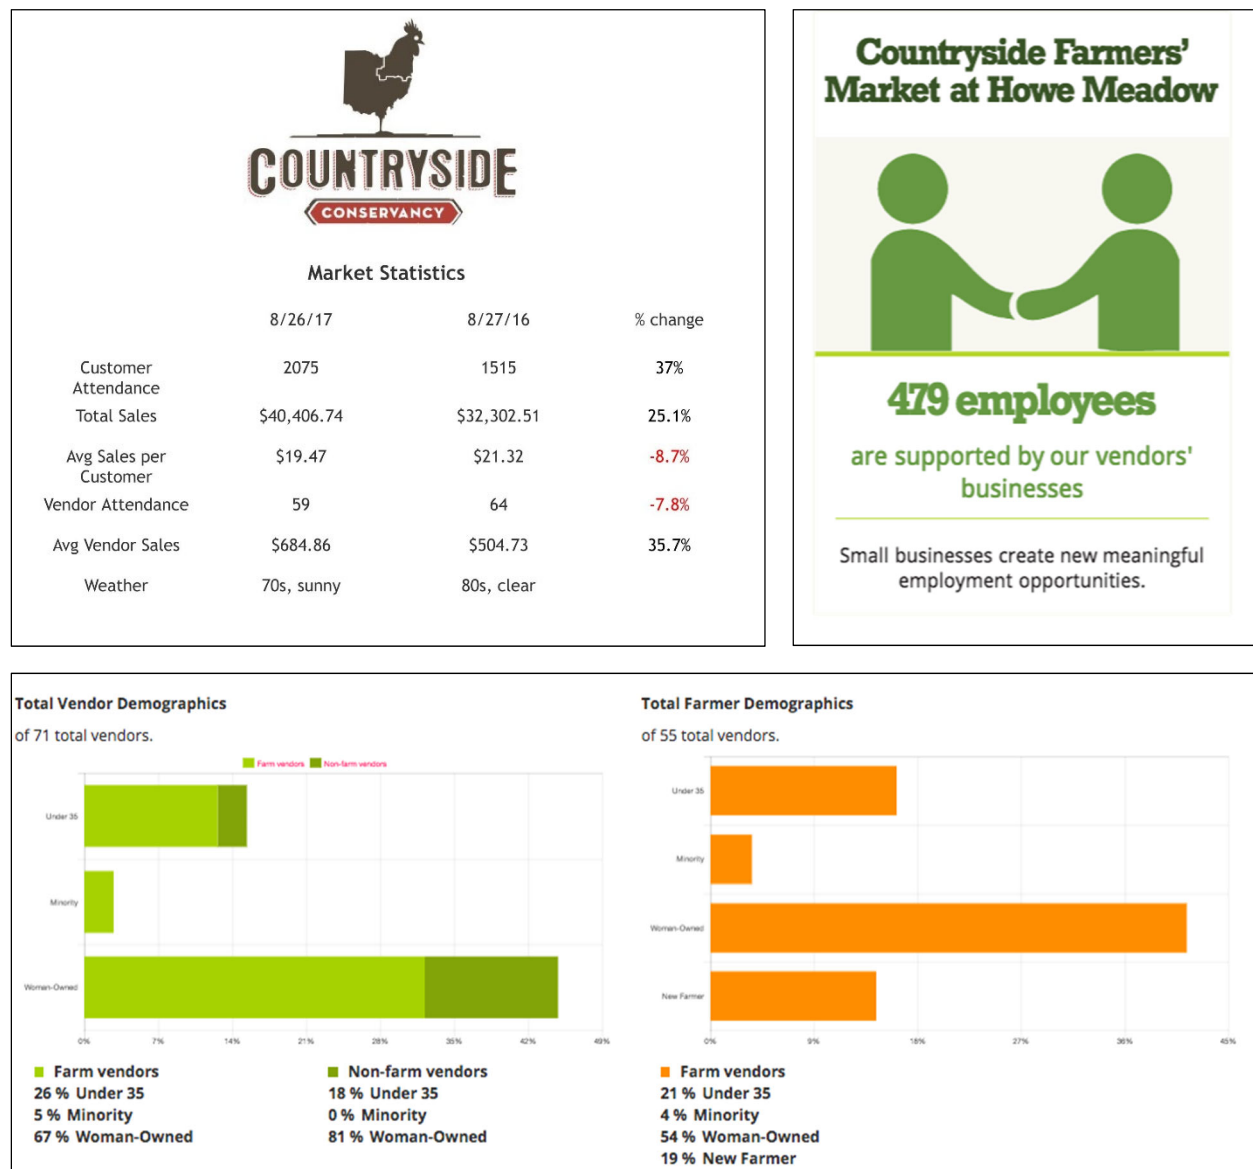 COUNTRYSIDE
CONSERVANCY
Market Statistics
8/26/17 8/27/16 % change
Customer Attendance 2075 1515 37%
Total Sales $40,406.74 $32,302.51 25.1%
Avg Sales per Customer $19.47 $21.32 -8.7%
Vendor Attendance 59 64 -7.8%
Avg Vendor Sales $684.86 $504.73 35.7%
Weather 70s, sunny 80s, clear
Countryside Farmers'
Market at Howe Meadow
479 employees
are supported by our vendors'
businesses
Small businesses create new meaningful
employment opportunities.
Total Vendor Demographics
of 71 total vendors.
Farm vendors Non-farm vendors
Under 35
Minority
Woman-Owned
0% 7% 14% 21% 28% 35% 42% 49%
Farm vendors
26 % Under 35
5 % Minority
67 % Woman-Owned
Non-farm vendors
18 % Under 35
0 % Minority
81 % Woman-Owned
Total Farmer Demographics
of 55 total vendors.
Under 35
Minority
Woman-Owned
New Farmer
0% 9% 18% 27% 36% 45%
Farm vendors
21 % Under 35
4 % Minority
54 % Woman-Owned
19 % New Farmer